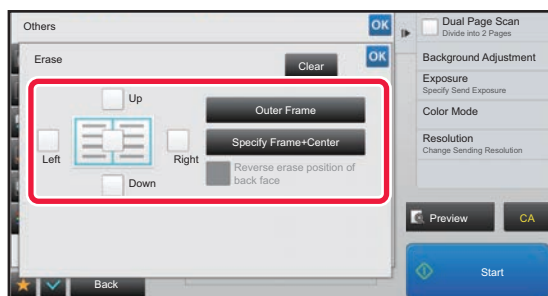 Others
OK
Erase
Clear
OK
Up
Left
Right
Down
Outer Frame
Specify Frame+Center
Reverse erase position of
back face
Back
Dual Page Scan
Divide into 2 Pages
Background Adjustment
Exposure
Specify Send Exposure
Color Mode
Resolution
Change Sending Resolution
Preview
CA
Start